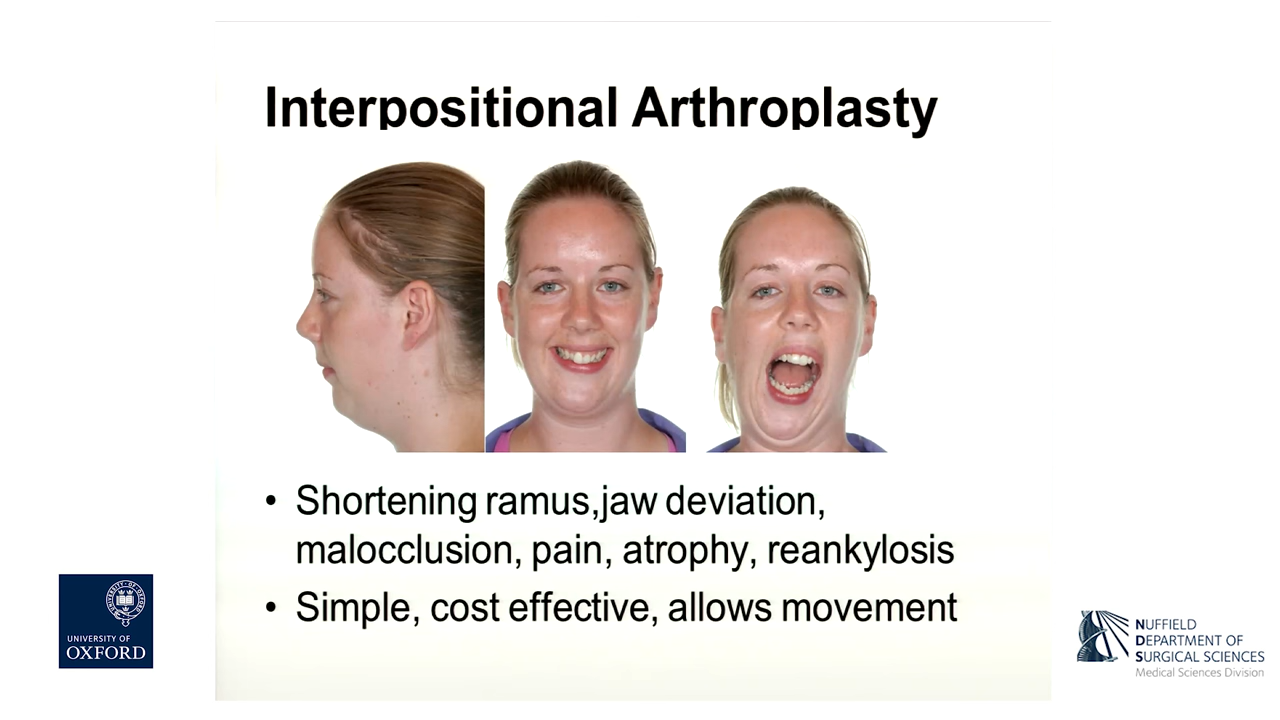 Interpositional Arthroplasty
• Shortening ramus,jaw deviation,
malocclusion, pain, atrophy, reankylosis
• Simple, cost effective, allows movement
UNIVERSITY OF
OXFORD
NUFFIELD
DEPARTMENT OF
SURGICAL SCIENCES
Medical Sciences Division